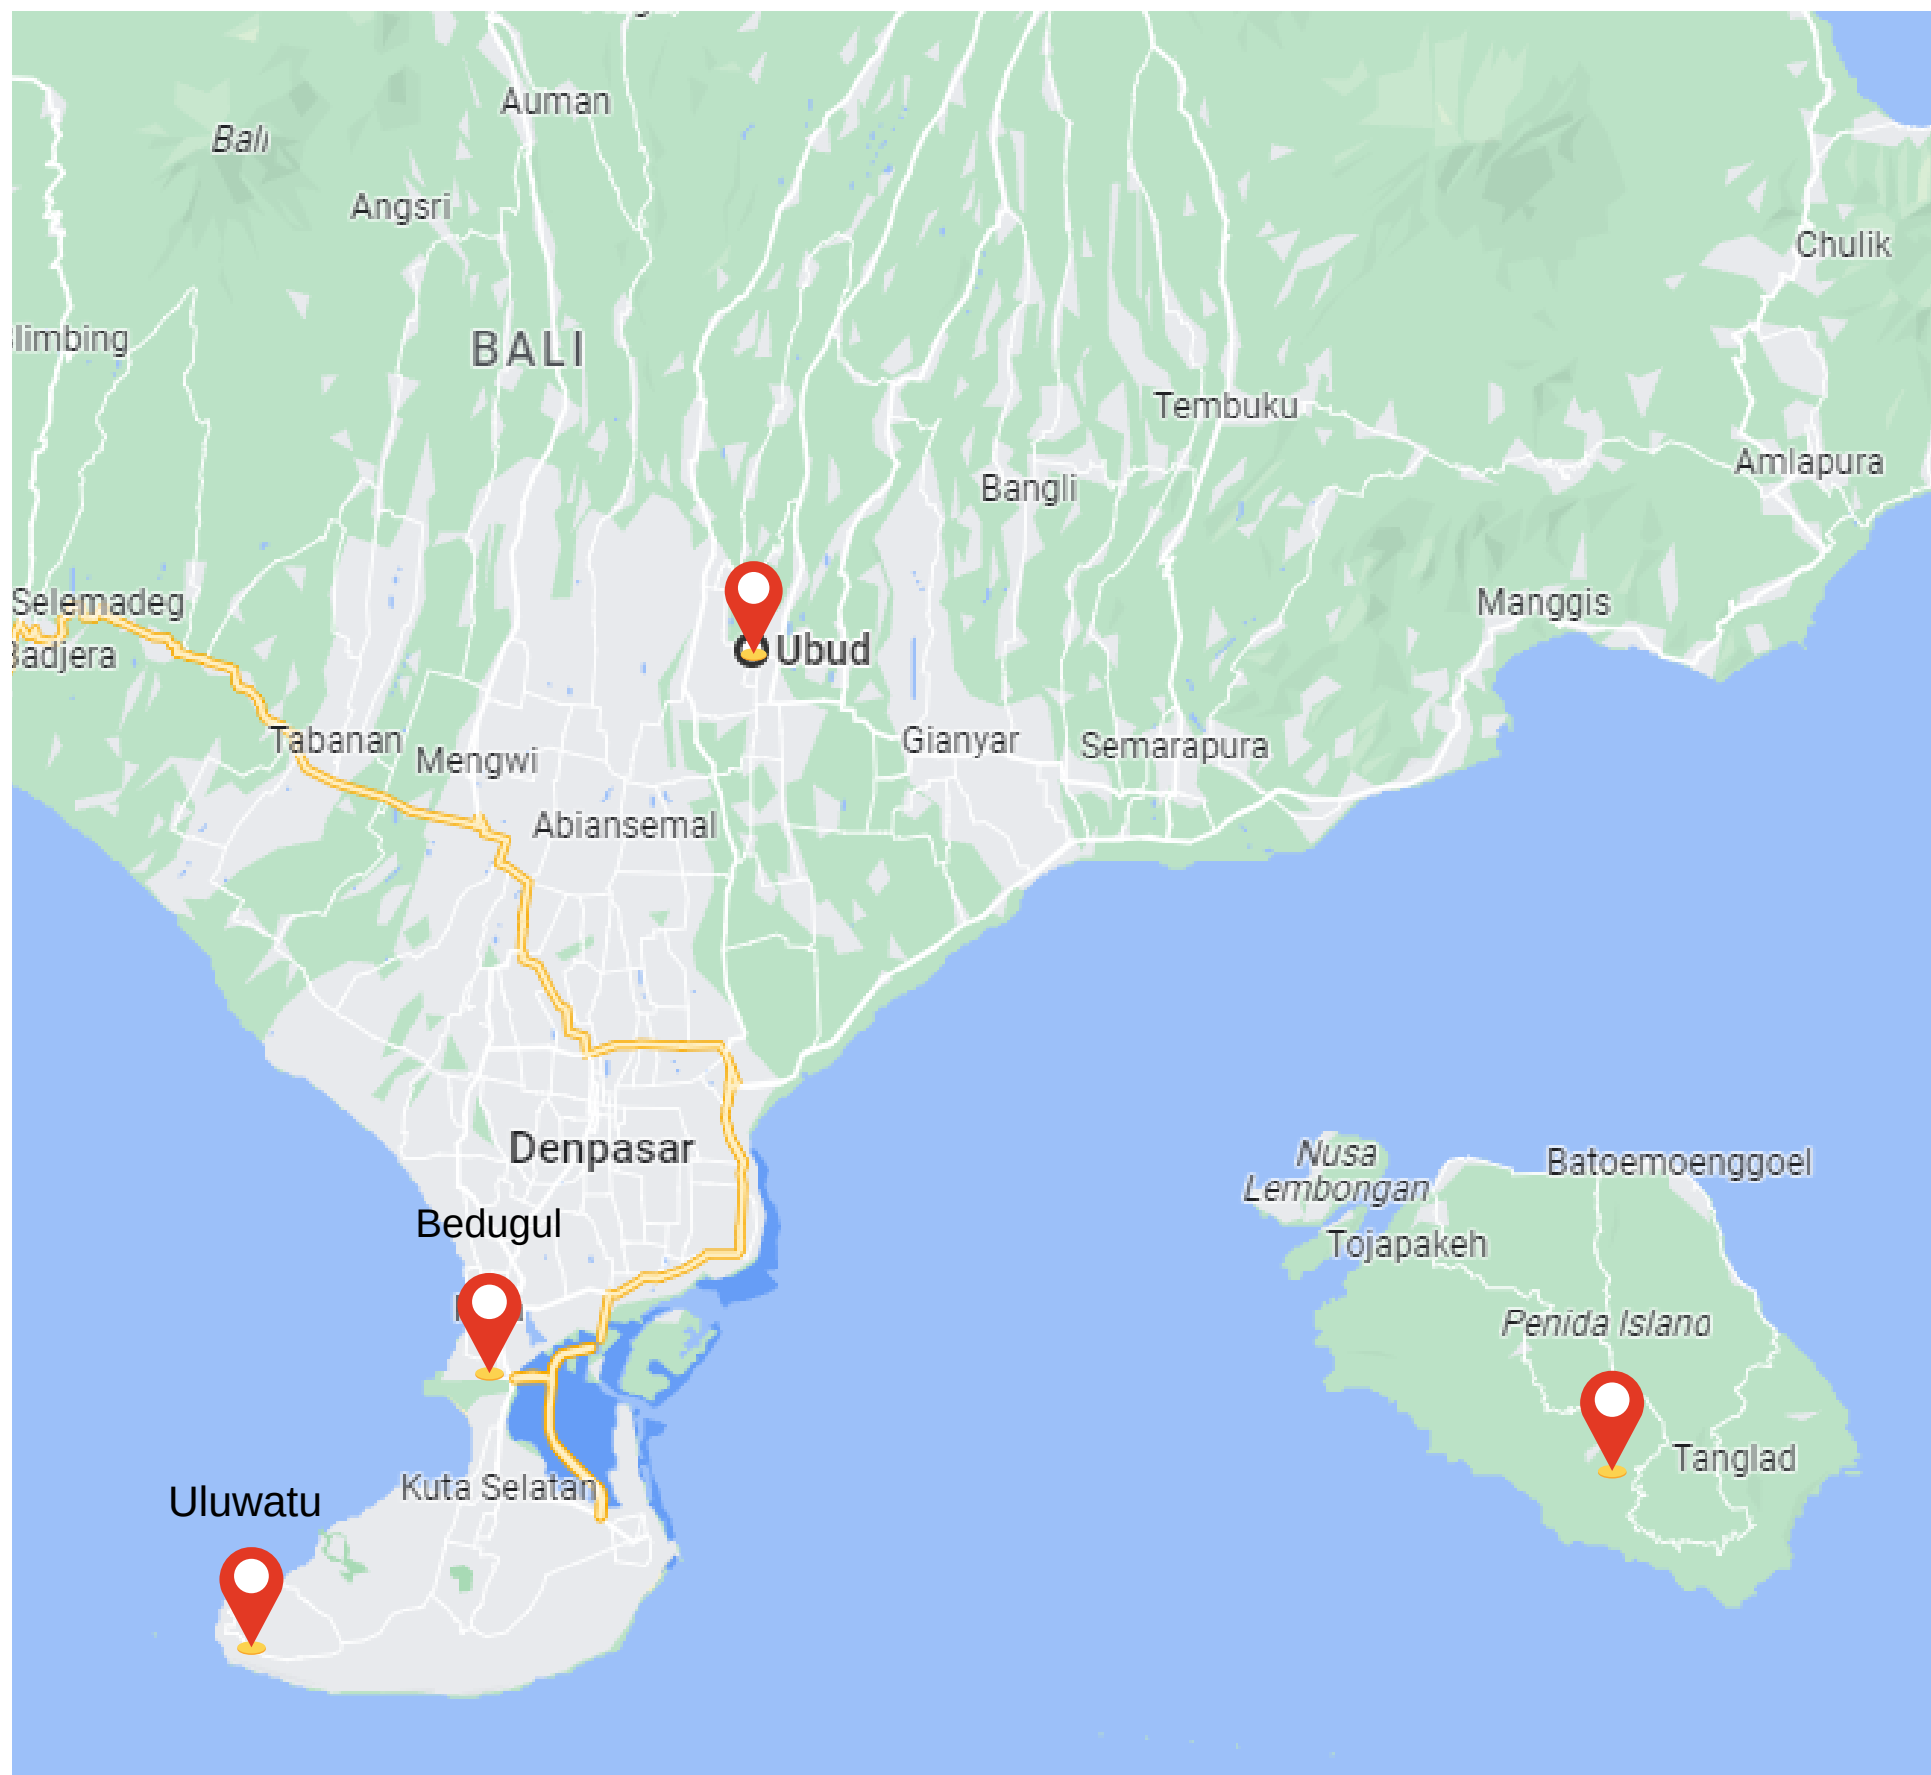 Auman
Bali
Angsri
Chulik
limbing
BALI
Tembuku
Amlapura
Bangli
Selemadeg
Manggis
Badjera
Ubud
Tabanan
Mengwi
Gianyar
Semarapura
Abiansemal
Denpasar
Nusa
Lembongan
Batoemoenggoel
Bedugul
Tojapakeh
Penida Island
Tanglad
Kuta Selatan
Uluwatu